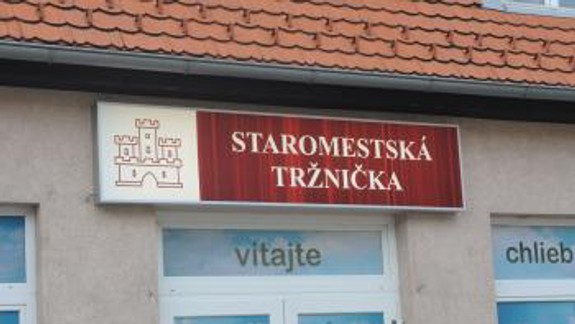 STAROMESTSKÁ
TRŽNIČKA
vitajte
chlieb